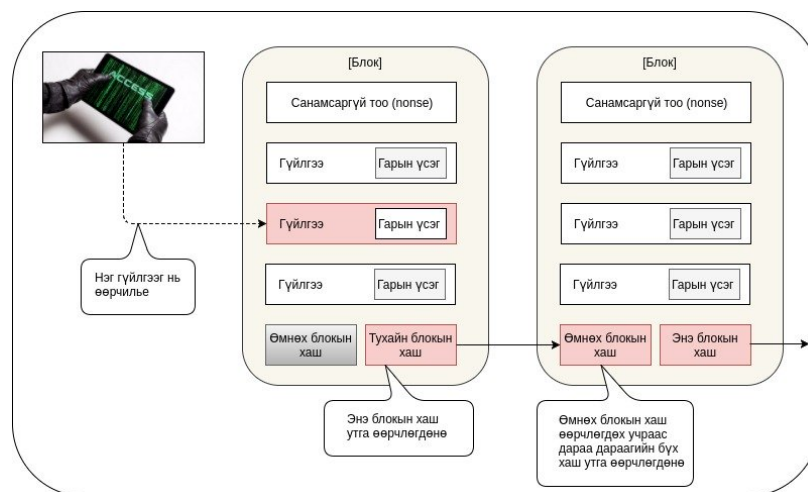 ACCESS
[Блок]
Санамсаргүй тоо (nonse)
Гүйлгээ Гарын үсэг
Гүйлгээ Гарын үсэг
Гүйлгээ Гарын үсэг
Өмнөх блокын
хаш
Тухайн блокын
хаш
[Блок]
Санамсаргүй тоо (nonse)
Гүйлгээ Гарын үсэг
Гүйлгээ Гарын үсэг
Гүйлгээ Гарын үсэг
Өмнөх блокын
хаш
Энэ блокын
хаш
Нэг гүйлгээг нь
өөрчилье
Энэ блокын хаш
утга өөрчлөгдөнө
Өмнөх блокын хаш
өөрчлөгдөх учраас
дараа дараагийн бүх
хаш утга өөрчлөгдөнө